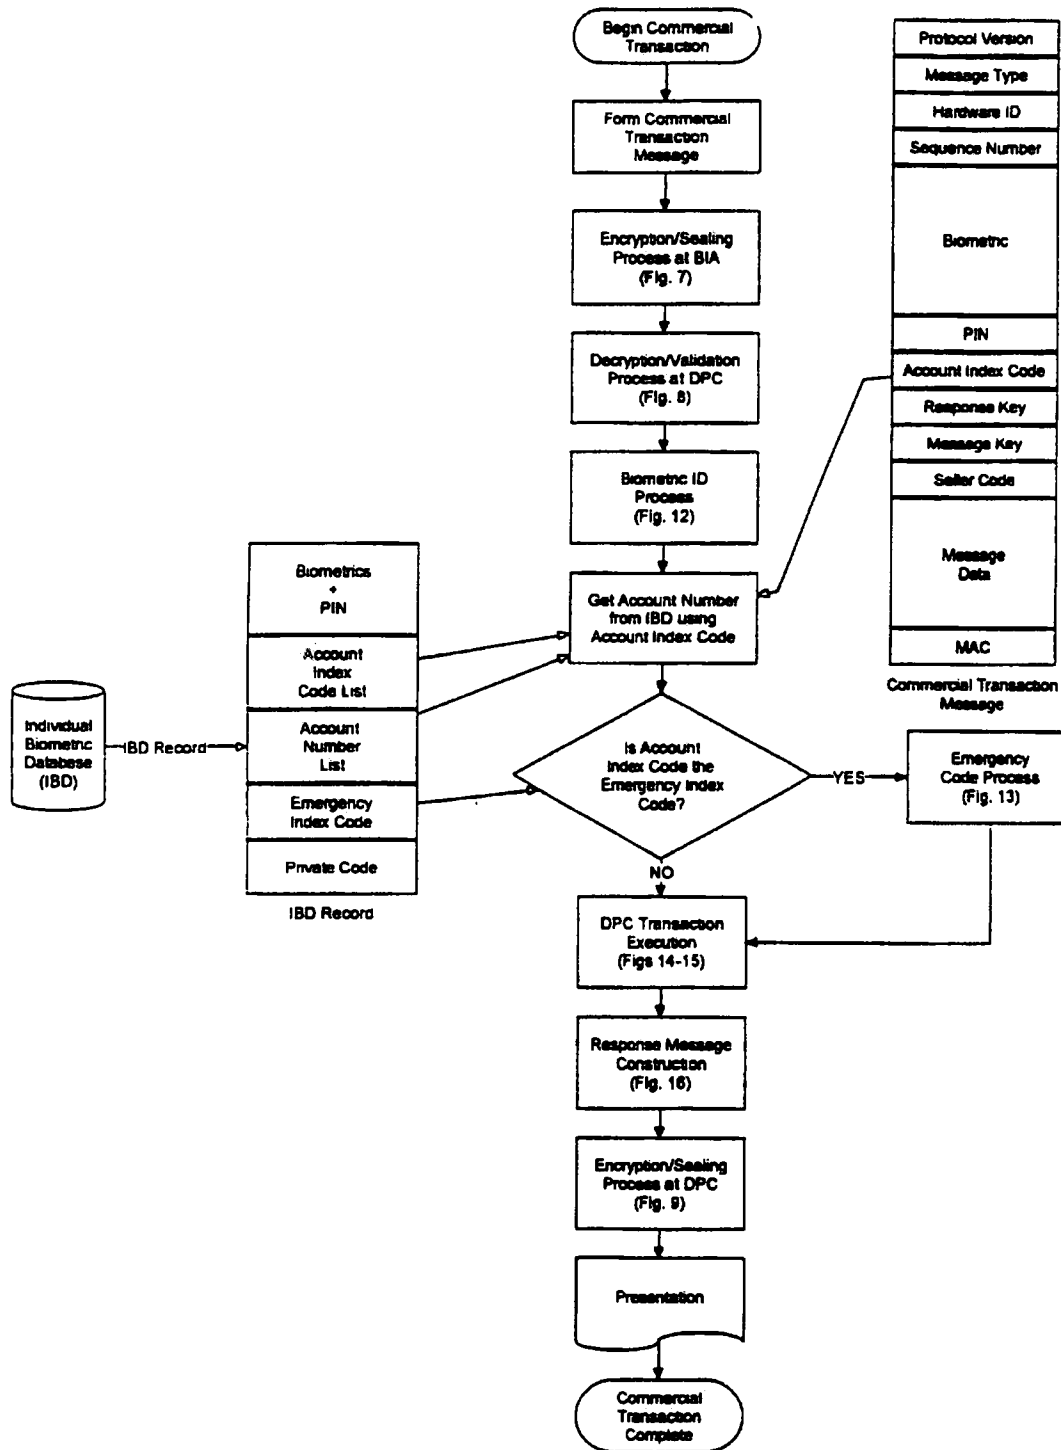 Begin Commercial
Transaction
Form Commercial
Transaction
Message
Encryption/Sealing
Process at BIA
(Fig. 7)
Decryption/Validation
Process at DPC
(Fig. 8)
Biometric ID
Process
(Fig. 12)
Get Account Number
from IBD using
Account Index Code
Is Account
Index Code the
Emergency Index
Code?
YES
NO
Emergency
Code Process
(Fig. 13)
DPC Transaction
Execution
(Figs 14-15)
Response Message
Construction
(Fig. 16)
Encryption/Sealing
Process at DPC
(Fig. 9)
Presentation
Commercial
Transaction
Complete
Individual
Biometric
Database
(IBD)
IBD Record
Biometrics
+
PIN
Account
Index
Code List
Account
Number
List
Emergency
Index Code
Private Code
IBD Record
Protocol Version
Message Type
Hardware ID
Sequence Number
Biometric
PIN
Account Index Code
Response Key
Message Key
Seller Code
Message
Data
MAC
Commercial Transaction
Message